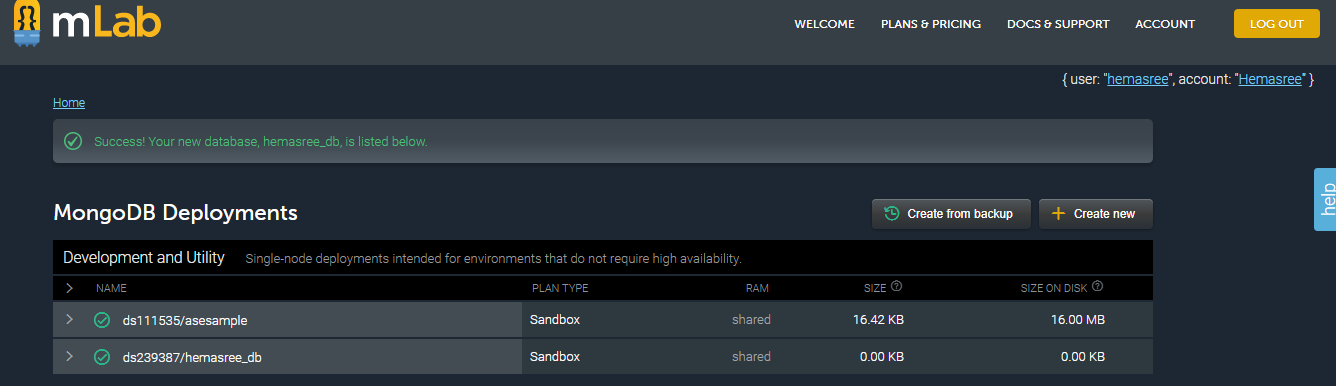 mLab
WELCOME PLANS & PRICING DOCS & SUPPORT ACCOUNT LOG OUT
{ user: "hemasree", account: "Hemasree" }
Home
Success! Your new database, hemasree_db, is listed below.
help
MongoDB Deployments Create from backup Create new
Development and Utility Single-node deployments intended for environments that do not require high availability.
NAME PLAN TYPE RAM SIZE SIZE ON DISK
ds111535/asesample Sandbox shared 16.42 KB 16.00 MB
ds239387/hemasree_db Sandbox shared 0.00 KB 0.00 KB